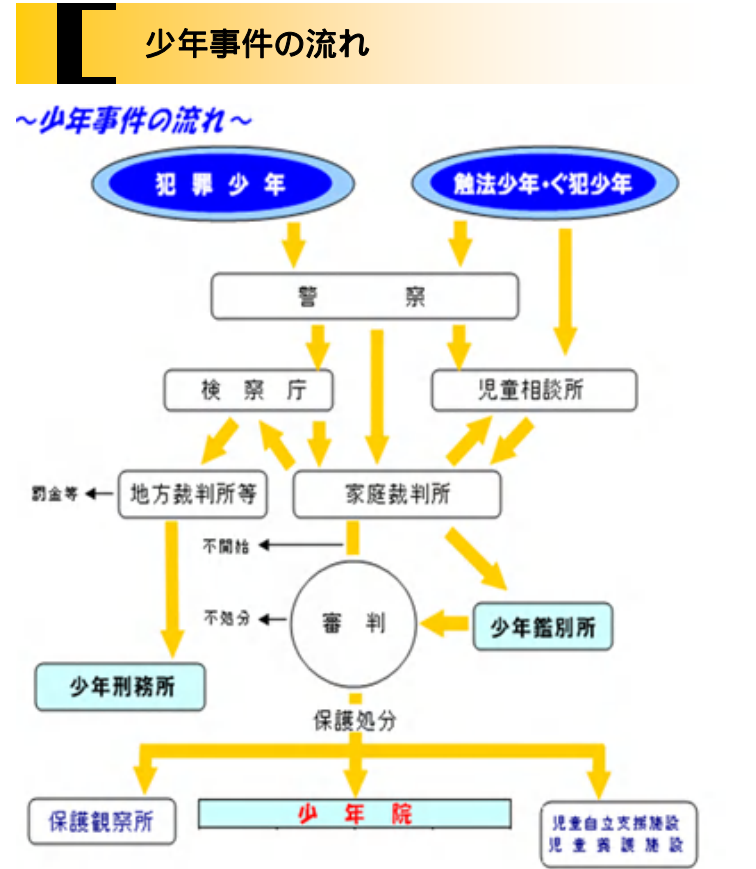 少年事件の流れ
～少年事件の流れ～
犯罪少年
触法少年・ぐ犯少年
警察
検察庁
児童相談所
罰金等
地方裁判所等
家庭裁判所
不開始
不処分
審判
少年鑑別所
少年刑務所
保護処分
保護観察所
少年院
児童自立支援施設
児童養護施設